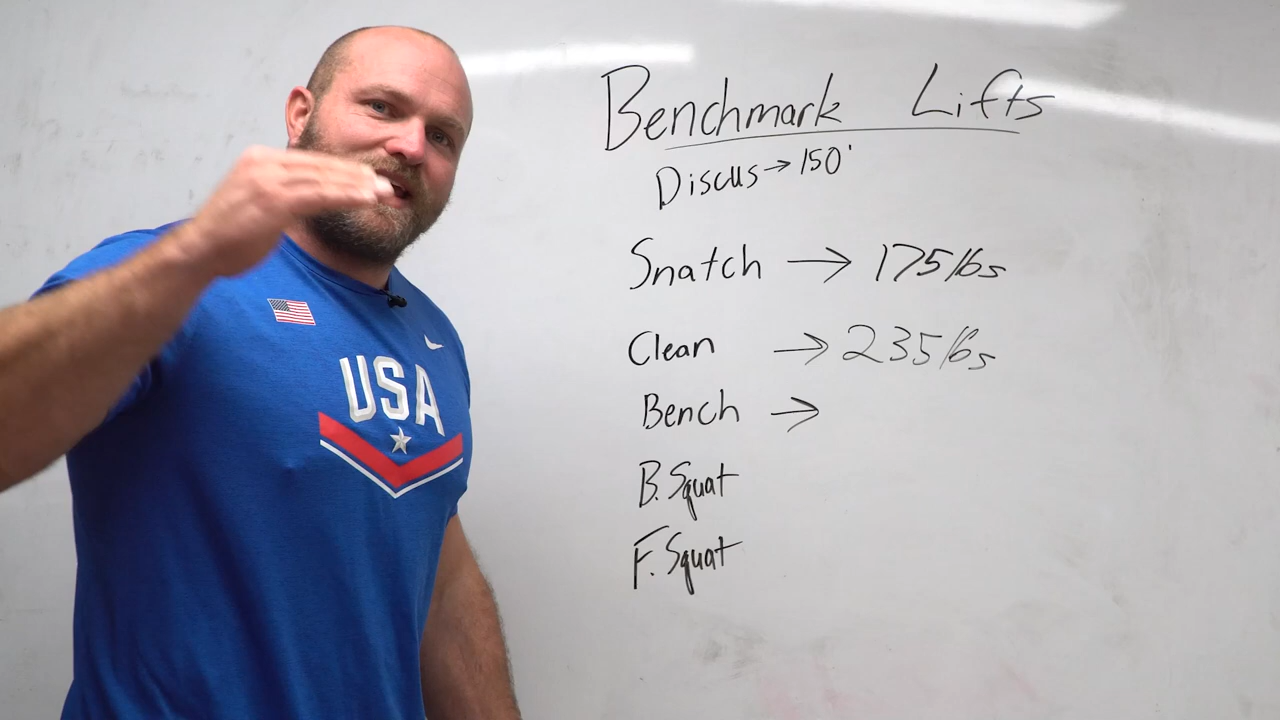 Benchmark Lifts
Discus → 150'
Snatch → 175lbs
Clean → 235lbs
Bench →
B. Squat
F. Squat
USA